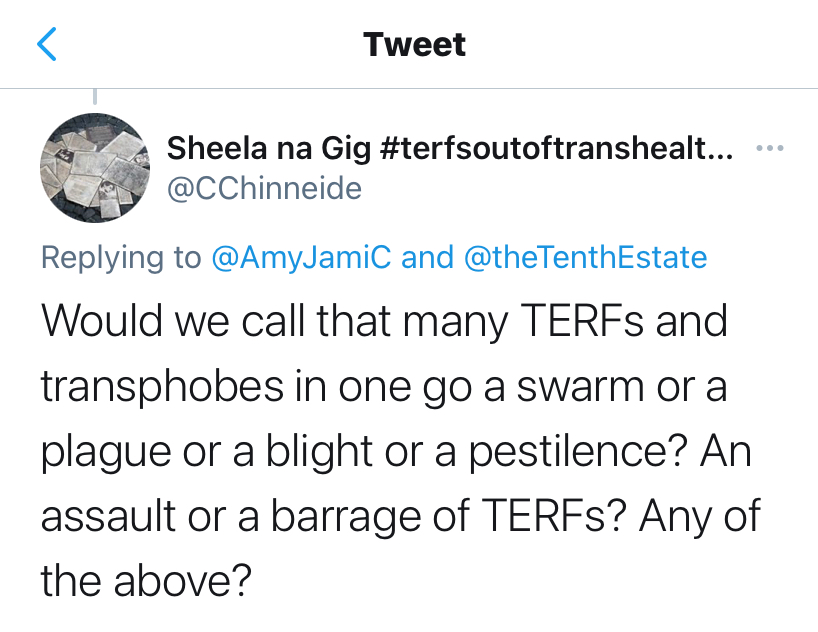 Tweet
Sheela na Gig #terfsoutoftranshealt...
@CChinneide
Replying to @AmyJamiC and @theTenthEstate
Would we call that many TERFs and
transphobes in one go a swarm or a
plague or a blight or a pestilence? An
assault or a barrage of TERFs? Any of
the above?